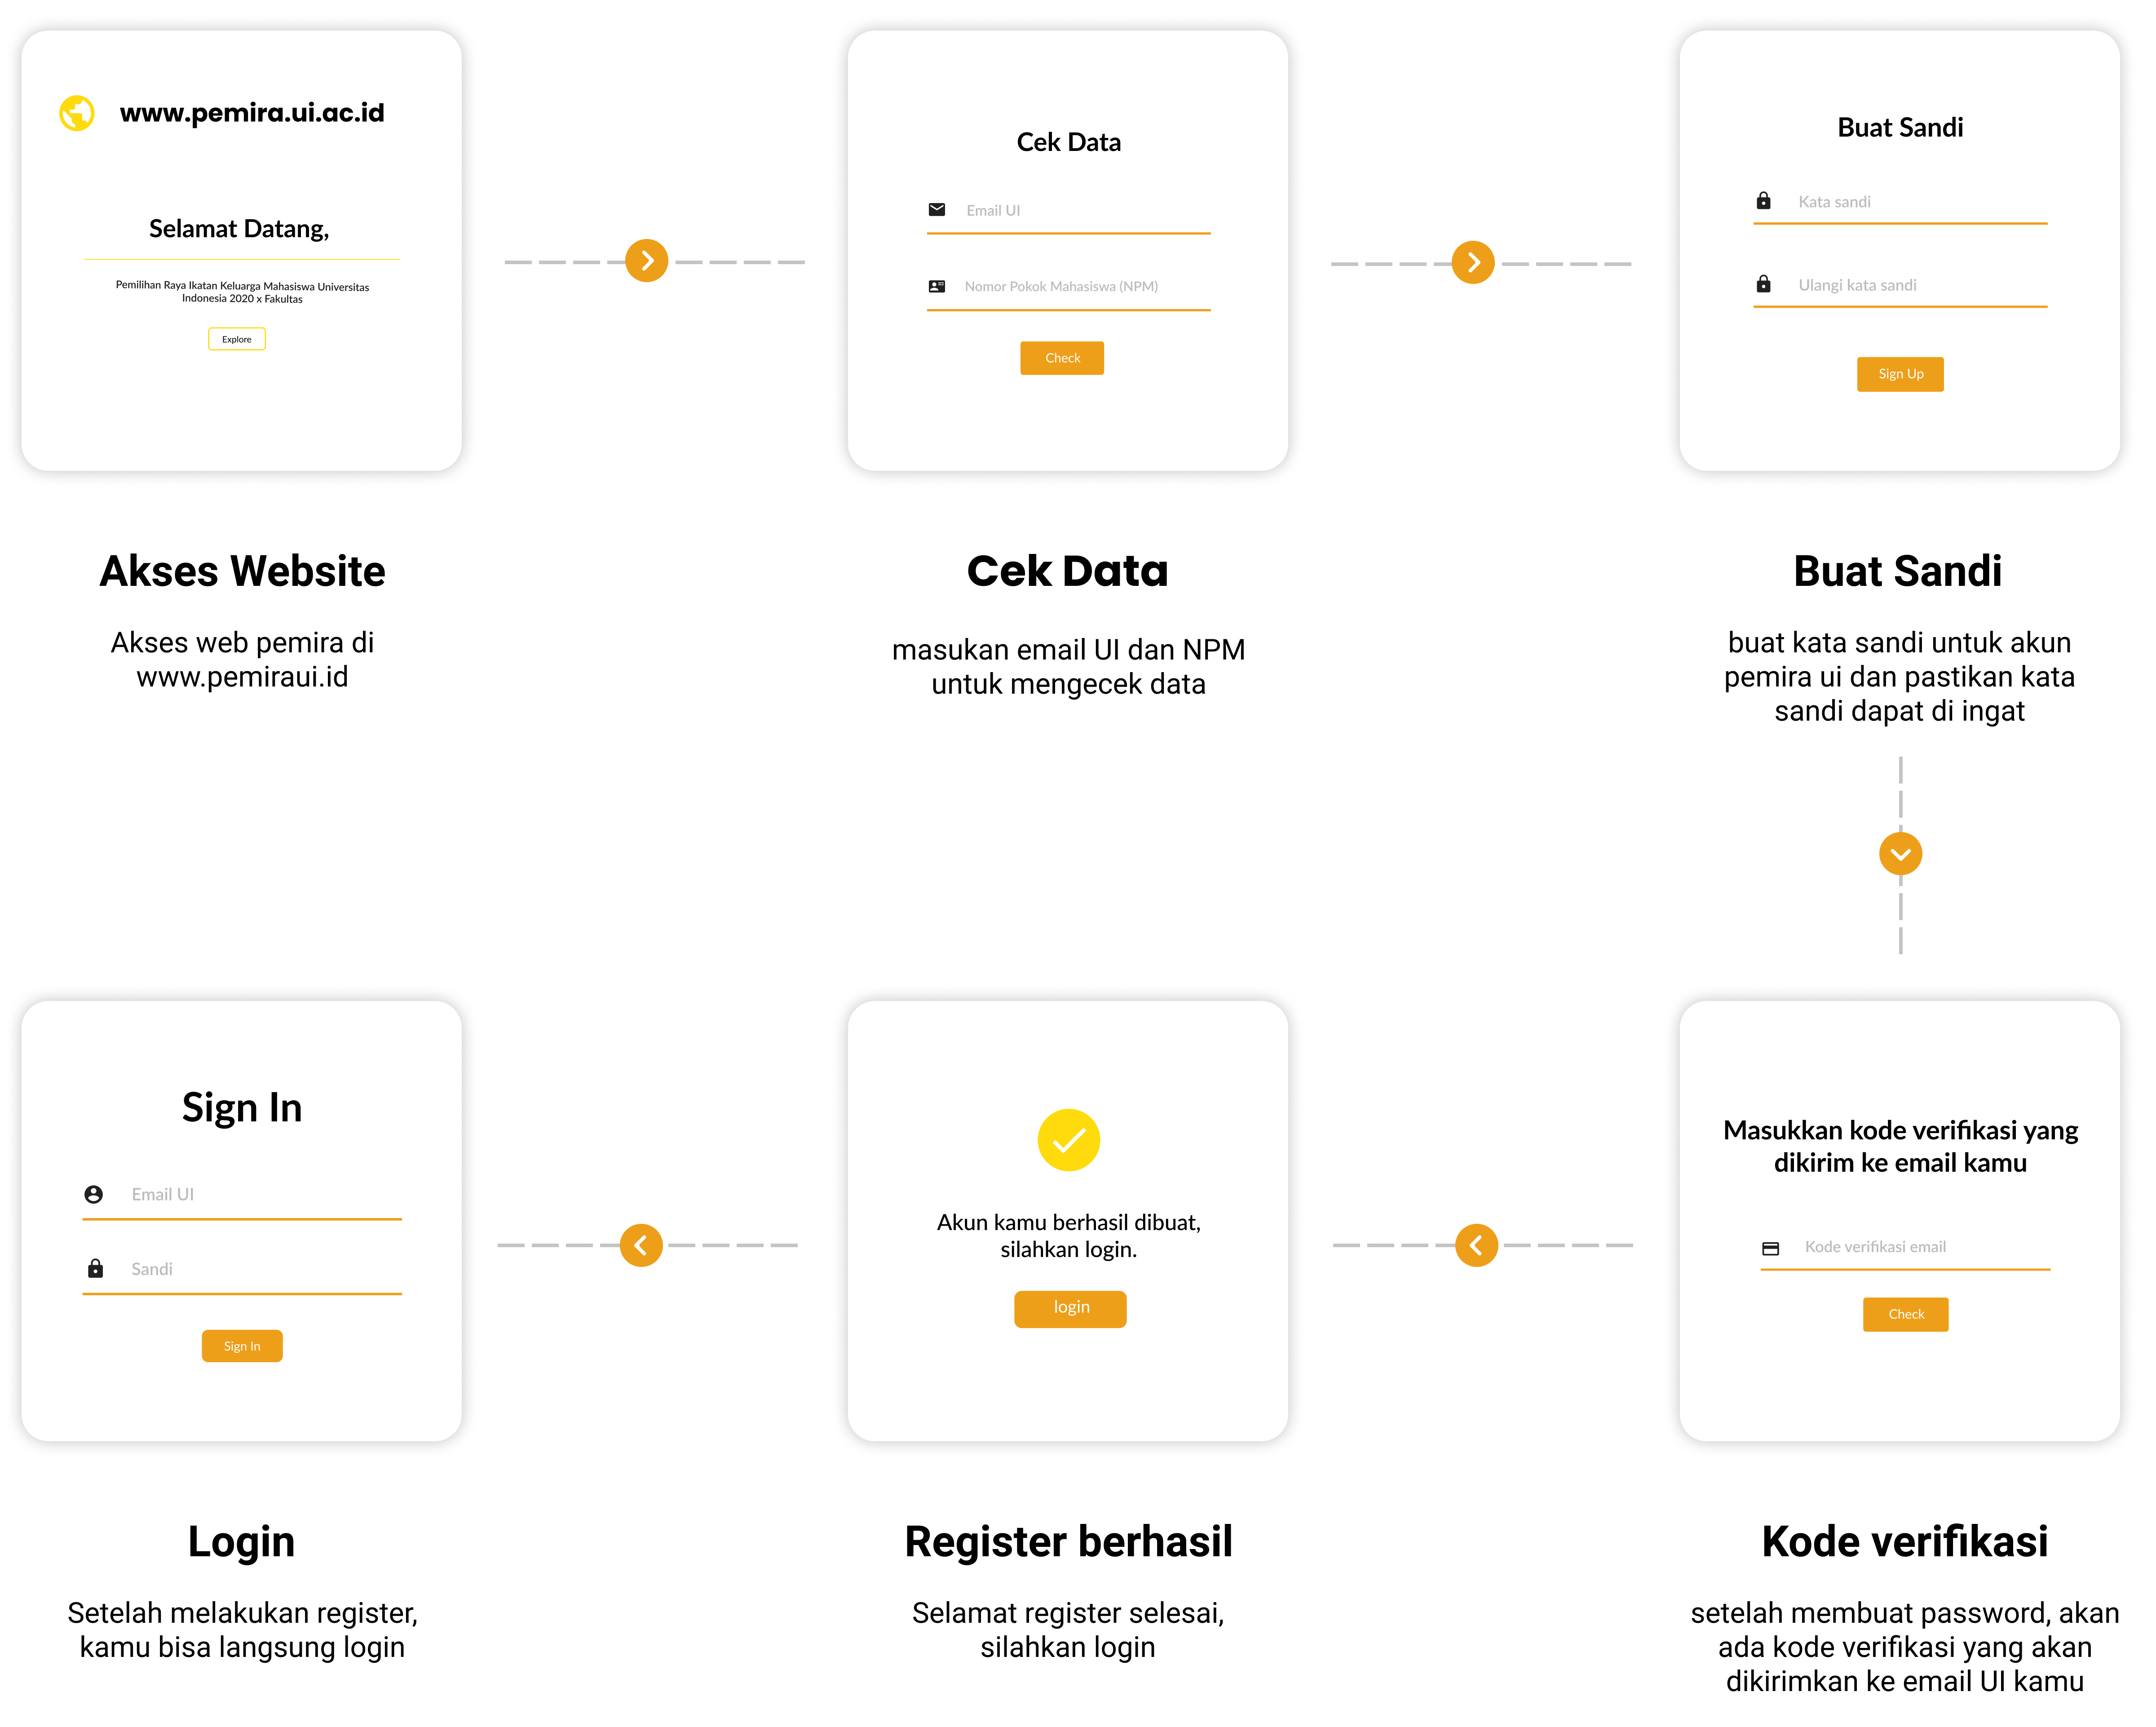 www.pemira.ui.ac.id
Selamat Datang,
Pemilihan Raya Ikatan Keluarga Mahasiswa Universitas
Indonesia 2020 x Fakultas
Explore
Akses Website
Akses web pemira di
www.pemiraui.id
Cek Data
Email UI
Nomor Pokok Mahasiswa (NPM)
Check
Cek Data
masukan email UI dan NPM
untuk mengecek data
Buat Sandi
Kata sandi
Ulangi kata sandi
Sign Up
Buat Sandi
buat kata sandi untuk akun
pemira ui dan pastikan kata
sandi dapat di ingat
Masukkan kode verifikasi yang
dikirim ke email kamu
Kode verifikasi email
Check
Kode verifikasi
setelah membuat password, akan
ada kode verifikasi yang akan
dikirimkan ke email UI kamu
Akun kamu berhasil dibuat,
silahkan login.
login
Register berhasil
Selamat register selesai,
silahkan login
Sign In
Email UI
Sandi
Sign In
Login
Setelah melakukan register,
kamu bisa langsung login